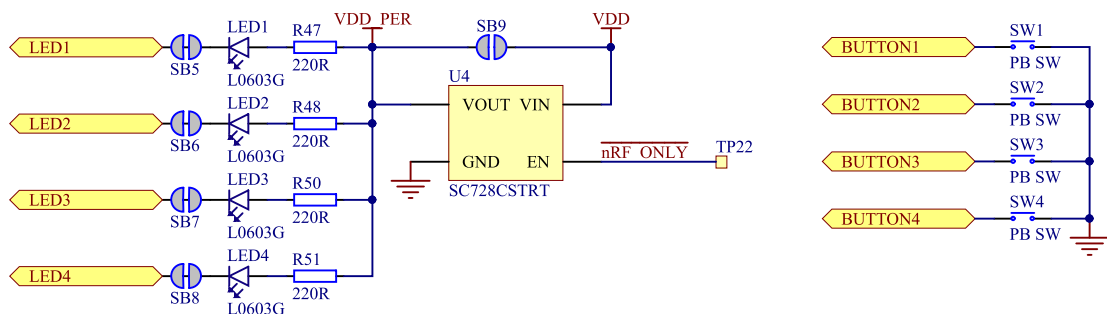 VDD_PER
VDD
LED1
SB5
LED1
L0603G
R47
220R
SB9
LED2
SB6
LED2
L0603G
R48
220R
LED3
SB7
LED3
L0603G
R50
220R
LED4
SB8
LED4
L0603G
R51
220R
U4
VOUT VIN
GND EN
SC728CSTRT
nRF_ONLY
TP22
BUTTON1
SW1
PB SW
BUTTON2
SW2
PB SW
BUTTON3
SW3
PB SW
BUTTON4
SW4
PB SW